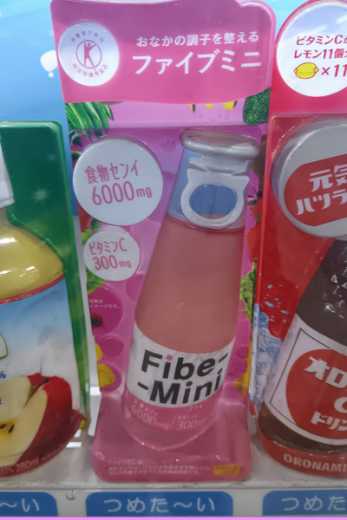 おなかの調子を整える
ファイブミニ
食物センイ
6000mg
ビタミンC
300mg
Fibe-
-Mini
6000mg
300mg
ビタミンC
レモン11個
元気
ハツラ
オロ
C
ドリン
ORONAMI
つめた〜い
つめた〜い